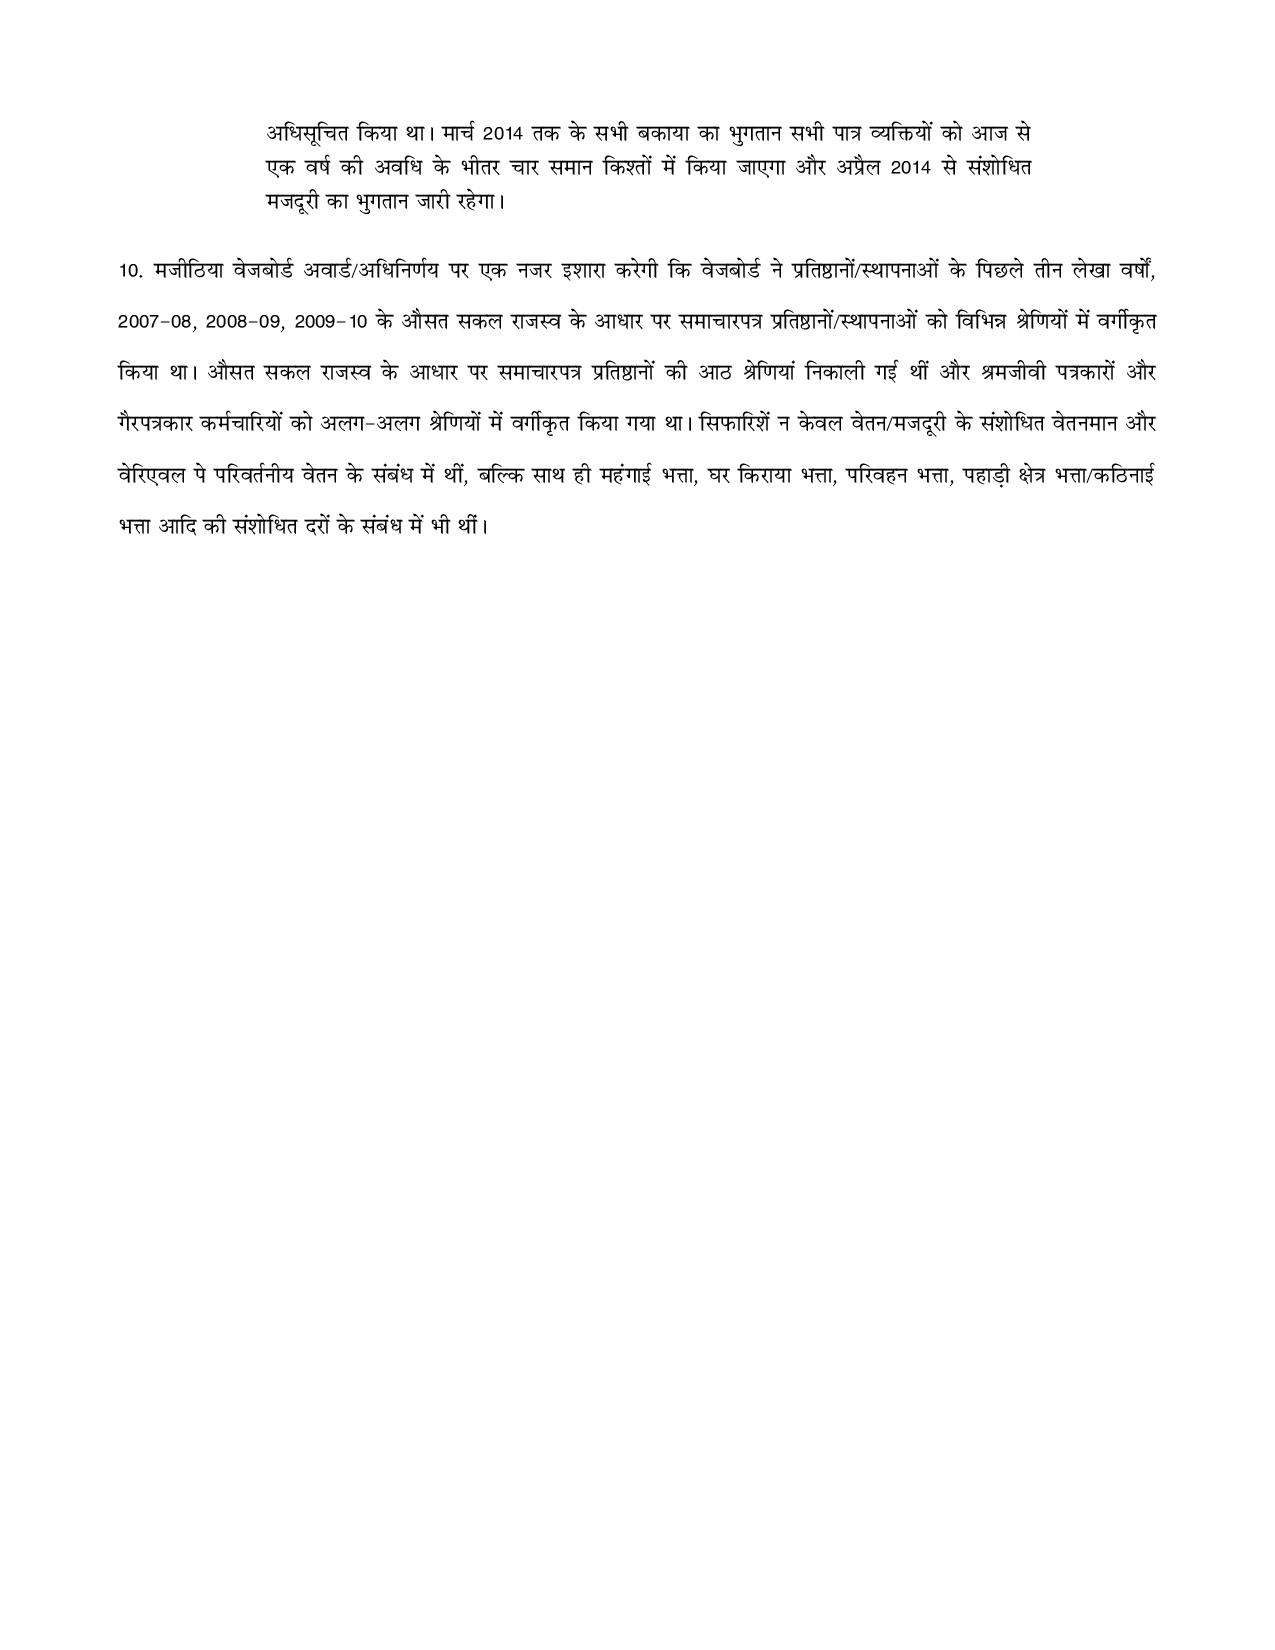 अधिसूचित किया था। मार्च 2014 तक के सभी बकाया का भुगतान सभी पात्र व्यक्तियों को आज से
एक वर्ष की अवधि के भीतर चार समान किश्तों में किया जाएगा और अप्रैल 2014 से संशोधित
मजदूरी का भुगतान जारी रहेगा।
10. मजीठिया वेजबोर्ड अवार्ड/अधिनिर्णय पर एक नजर इशारा करेगी कि वेजबोर्ड ने प्रतिष्ठानों/स्थापनाओं के पिछले तीन लेखा वर्षों,
2007-08, 2008-09, 2009-10 के औसत सकल राजस्व के आधार पर समाचारपत्र प्रतिष्ठानों/स्थापनाओं को विभिन्न श्रेणियों में वर्गीकृत
किया था। औसत सकल राजस्व के आधार पर समाचारपत्र प्रतिष्ठानों की आठ श्रेणियां निकाली गई थीं और श्रमजीवी पत्रकारों और
गैरपत्रकार कर्मचारियों को अलग-अलग श्रेणियों में वर्गीकृत किया गया था। सिफारिशें न केवल वेतन/मजदूरी के संशोधित वेतनमान और
वेरिएवल पे परिवर्तनीय वेतन के संबंध में थीं, बल्कि साथ ही महंगाई भत्ता, घर किराया भत्ता, परिवहन भत्ता, पहाड़ी क्षेत्र भत्ता/कठिनाई
भत्ता आदि की संशोधित दरों के संबंध में भी थीं।